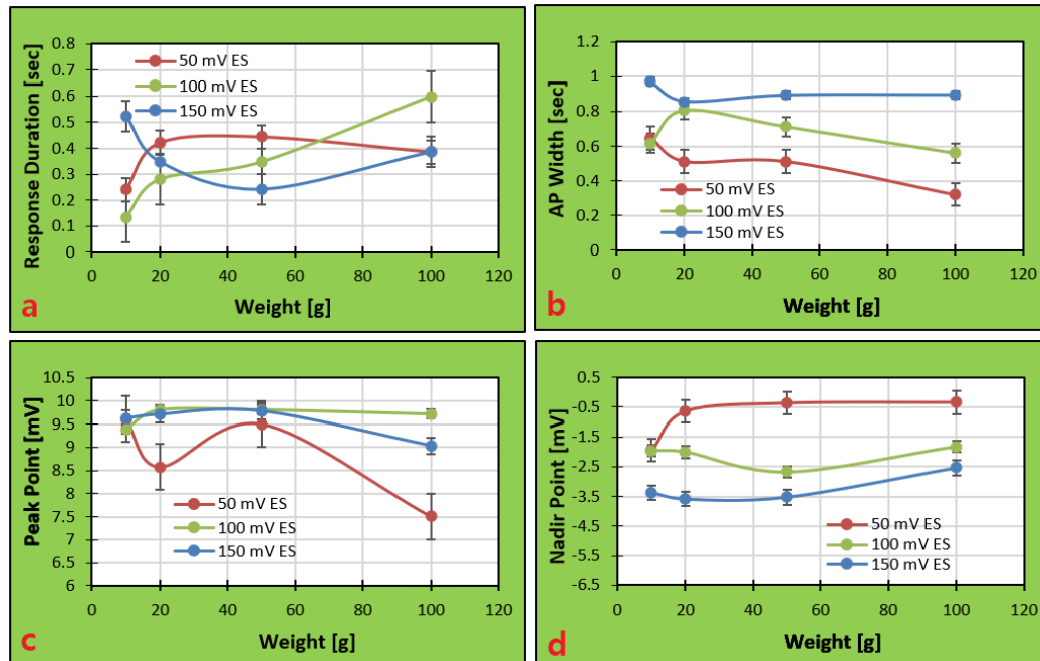 Response Duration [sec]
0.8
0.7
0.6
0.5
0.4
0.3
0.2
0.1
0
50 mV ES
100 mV ES
150 mV ES
0 20 40 60 80 100 120
Weight [g]
a
AP Width [sec]
1.2
1
0.8
0.6
0.4
0.2
0
50 mV ES
100 mV ES
150 mV ES
0 20 40 60 80 100 120
Weight [g]
b
Peak Point [mV]
10.5
10
9.5
9
8.5
8
7.5
7
6.5
6
50 mV ES
100 mV ES
150 mV ES
0 20 40 60 80 100 120
Weight [g]
c
Nadir Point [mV]
0.5
-0.5
-1.5
-2.5
-3.5
-4.5
-5.5
-6.5
50 mV ES
100 mV ES
150 mV ES
0 20 40 60 80 100 120
Weight [g]
d